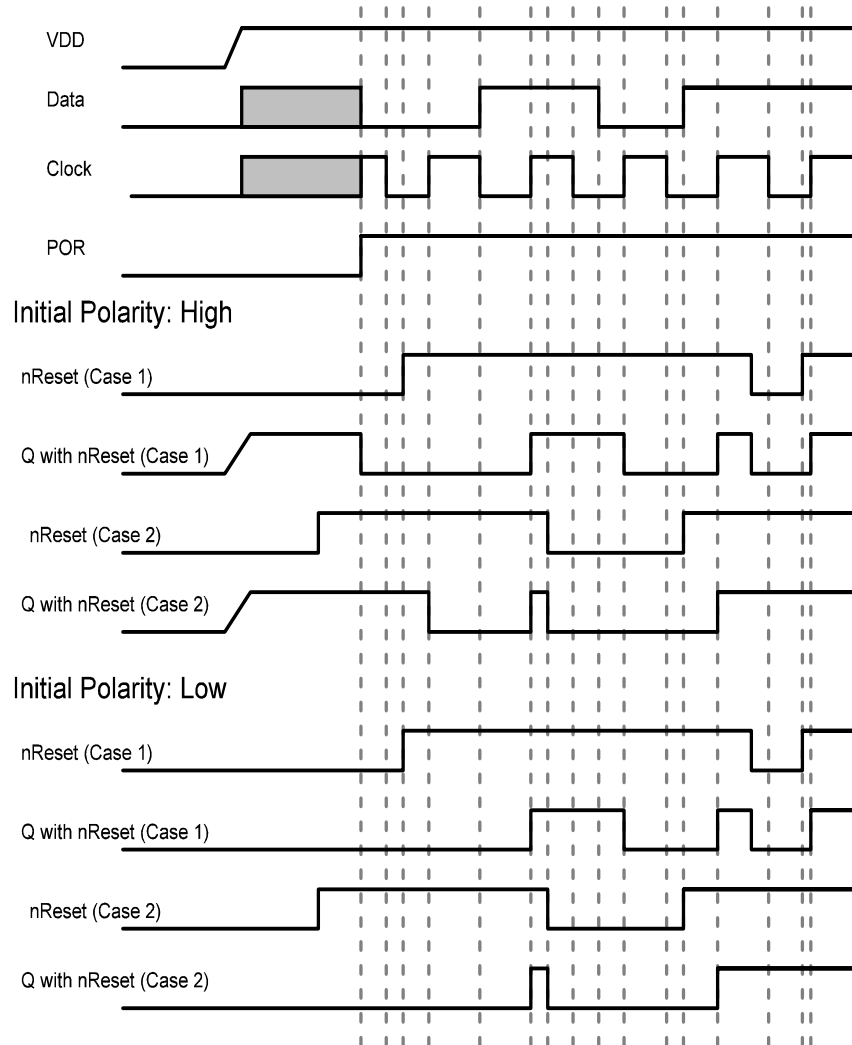 VDD
Data
Clock
POR
Initial Polarity: High
nReset (Case 1)
Q with nReset (Case 1)
nReset (Case 2)
Q with nReset (Case 2)
Initial Polarity: Low
nReset (Case 1)
Q with nReset (Case 1)
nReset (Case 2)
Q with nReset (Case 2)